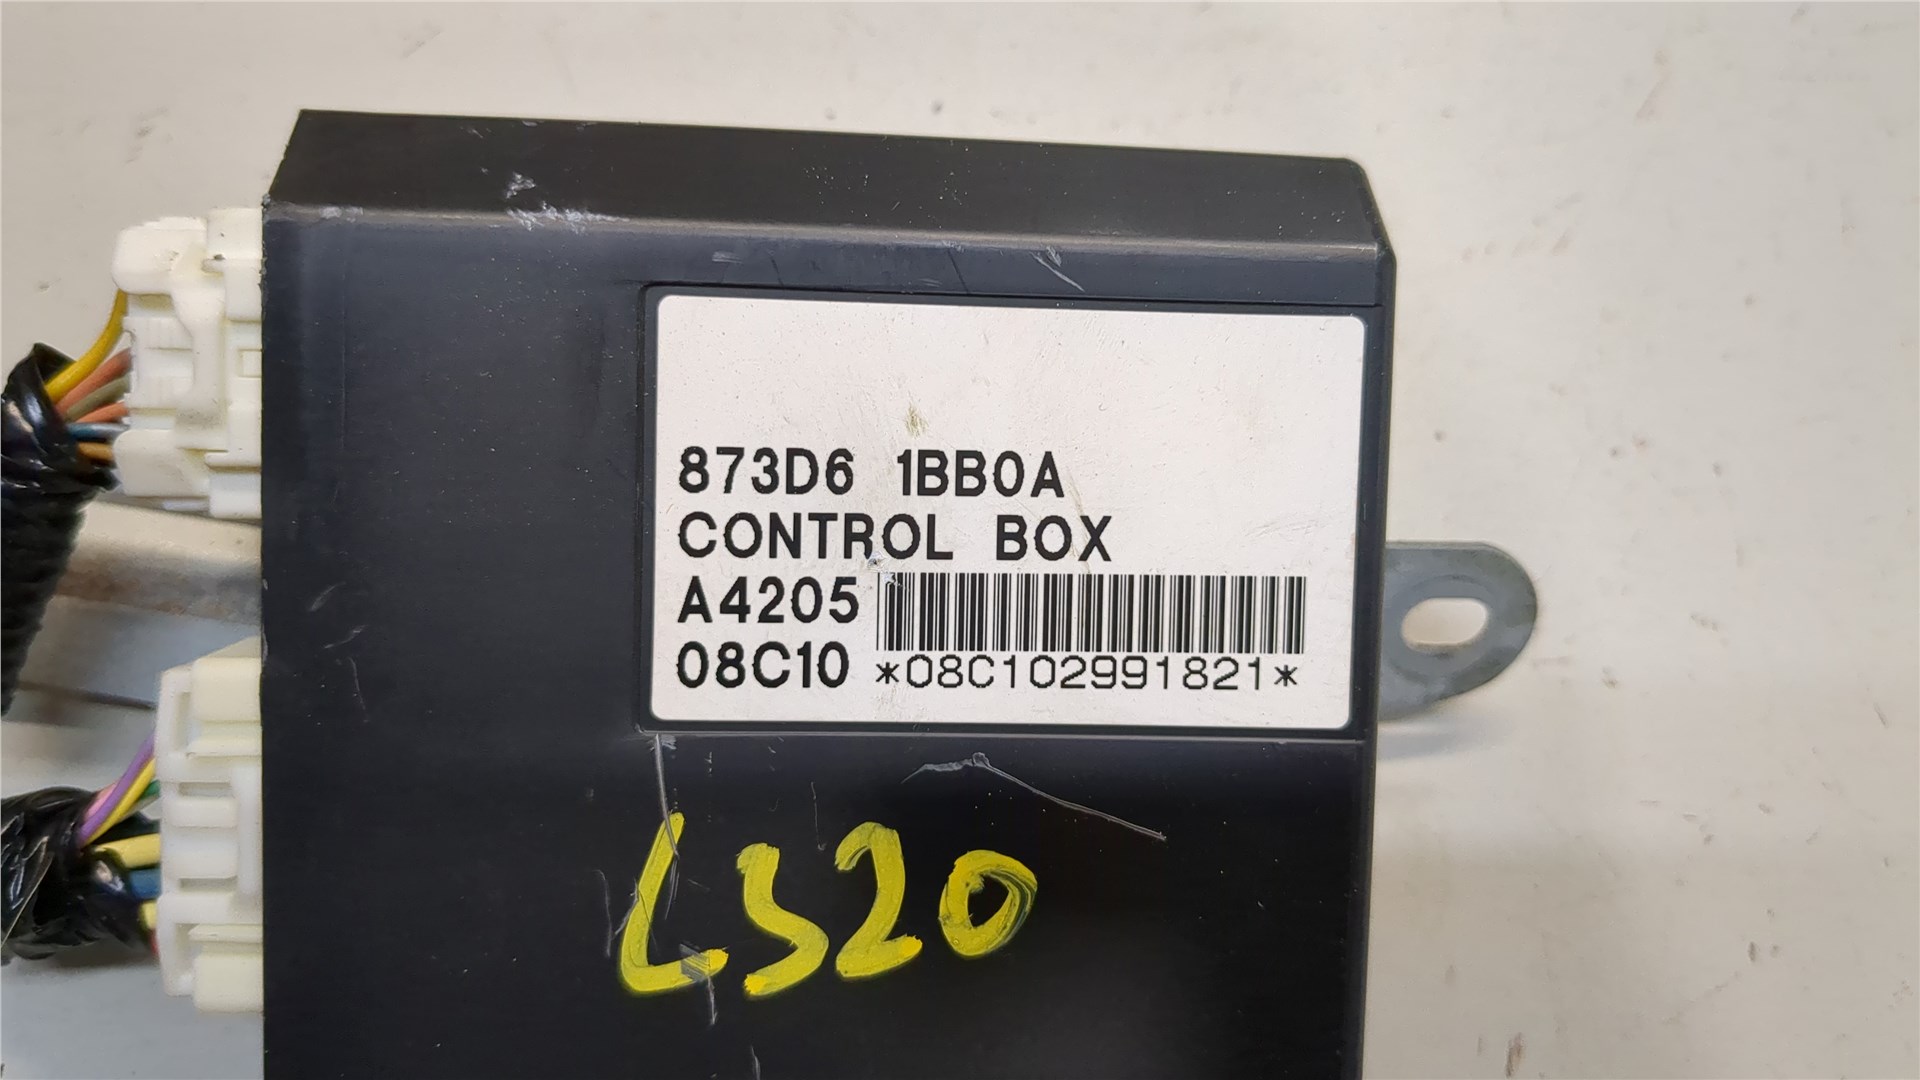 873D6 1BB0A
CONTROL BOX
A4205
08C10 *08C102991821*
LS20